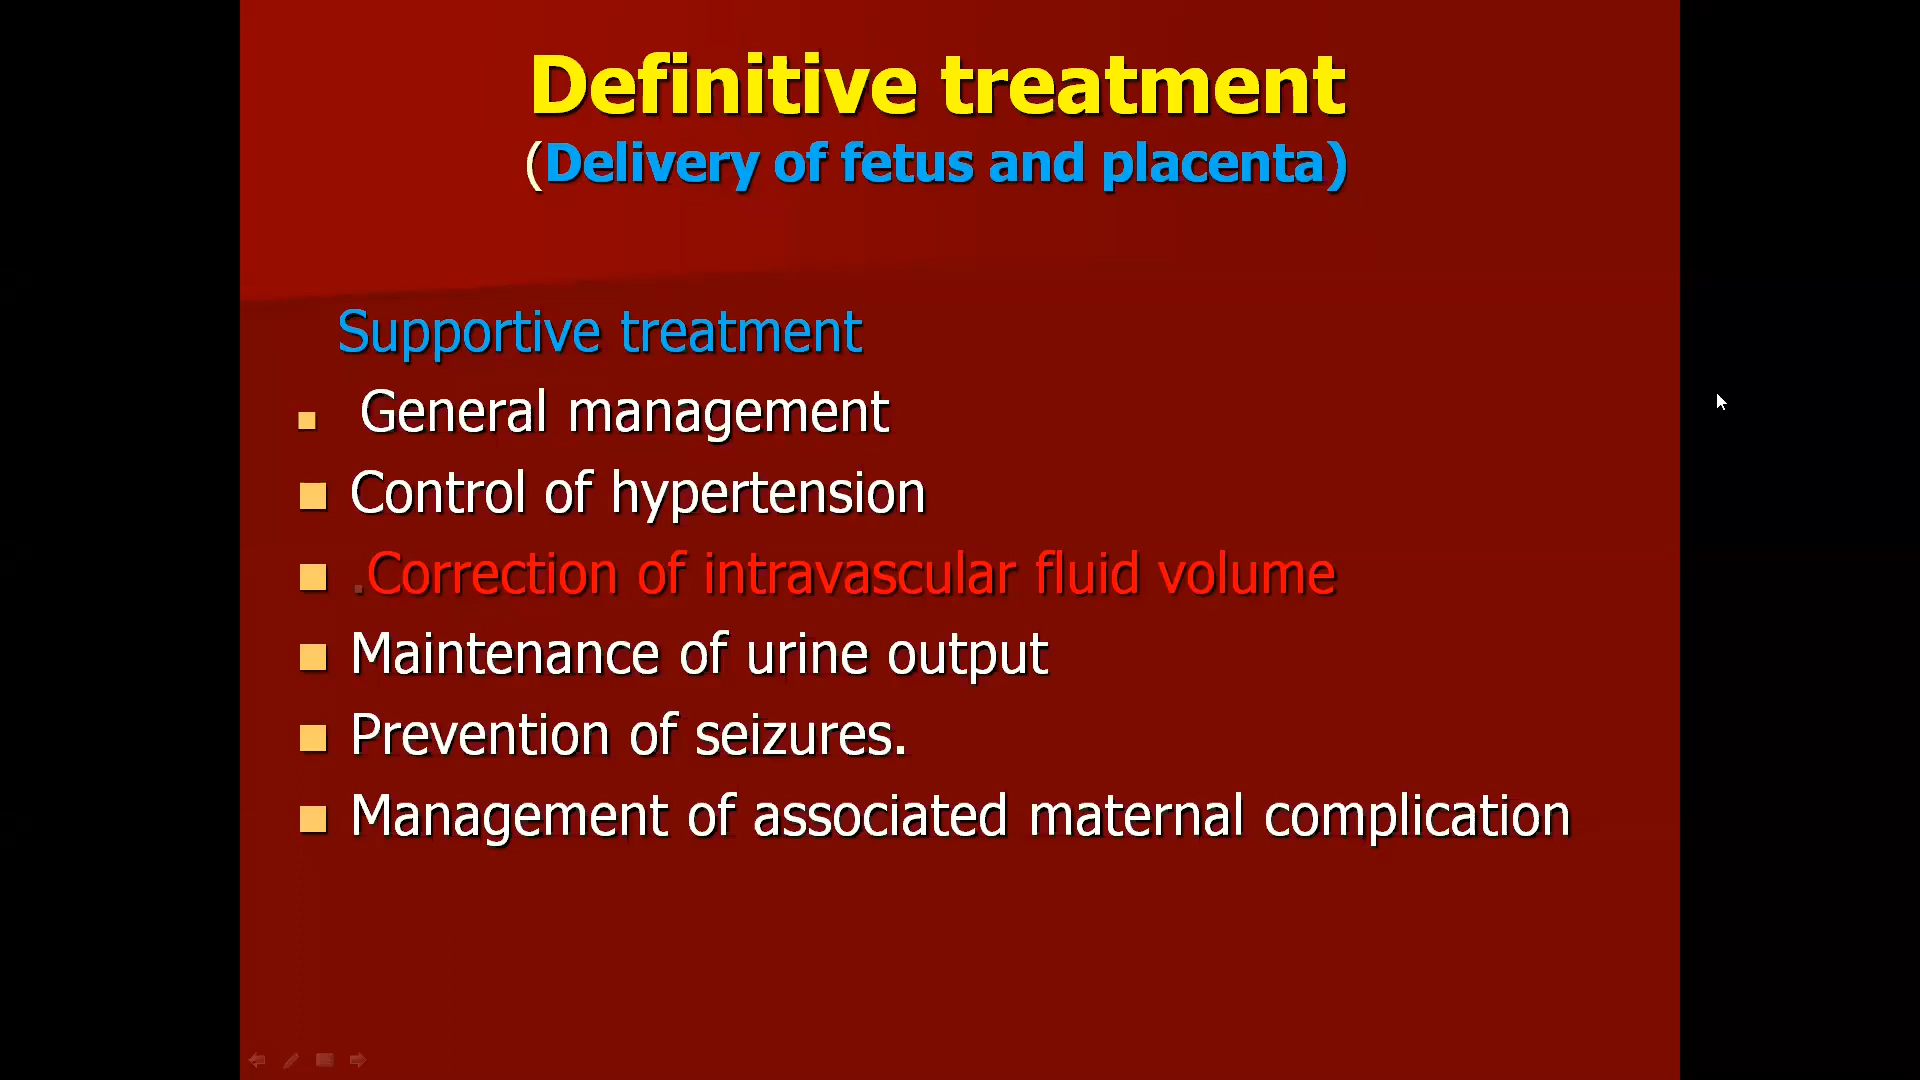 Definitive treatment
(Delivery of fetus and placenta)
Supportive treatment
General management
Control of hypertension
.Correction of intravascular fluid volume
Maintenance of urine output
Prevention of seizures.
Management of associated maternal complication